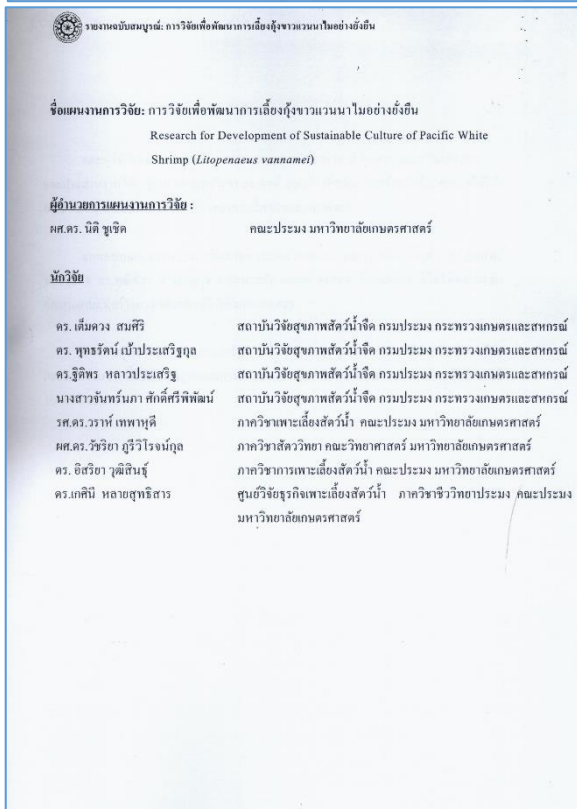 รายงานฉบับสมบูรณ์: การวิจัยเพื่อพัฒนาการเลี้ยงกุ้งขาวแวนนาไมอย่างยั่งยืน
ชื่อแผนงานการวิจัย: การวิจัยเพื่อพัฒนาการเลี้ยงกุ้งขาวแวนนาไมอย่างยั่งยืน
Research for Development of Sustainable Culture of Pacific White
Shrimp (Litopenaeus vannamei)
ผู้อำนวยการแผนงานการวิจัย :
ผศ.ดร. นิติ ชูเชิด คณะประมง มหาวิทยาลัยเกษตรศาสตร์
นักวิจัย
ดร. เต็มดวง สมศิริ สถาบันวิจัยสุขภาพสัตว์น้ำจืด กรมประมง กระทรวงเกษตรและสหกรณ์
ดร. พุทธรัตน์ เบ้าประเสริฐกุล สถาบันวิจัยสุขภาพสัตว์น้ำจืด กรมประมง กระทรวงเกษตรและสหกรณ์
ดร.ฐิติพร หลาวประเสริฐ สถาบันวิจัยสุขภาพสัตว์น้ำจืด กรมประมง กระทรวงเกษตรและสหกรณ์
นางสาวจันทร์นภา ศักดิ์ศรีพิพัฒน์ สถาบันวิจัยสุขภาพสัตว์น้ำจืด กรมประมง กระทรวงเกษตรและสหกรณ์
รศ.ดร.วราห์ เทพาหุดี ภาควิชาเพาะเลี้ยงสัตว์น้ำ คณะประมง มหาวิทยาลัยเกษตรศาสตร์
ผศ.ดร.วัชริยา ภูรีวิโรจน์กุล ภาควิชาสัตววิทยา คณะวิทยาศาสตร์ มหาวิทยาลัยเกษตรศาสตร์
ดร. อิสริยา วุฒิสินธุ์ ภาควิชาการเพาะเลี้ยงสัตว์น้ำ คณะประมง มหาวิทยาลัยเกษตรศาสตร์
ดร.เกศินี หลายสุทธิสาร ศูนย์วิจัยธุรกิจเพาะเลี้ยงสัตว์น้ำ ภาควิชาชีววิทยาประมง คณะประมง
มหาวิทยาลัยเกษตรศาสตร์